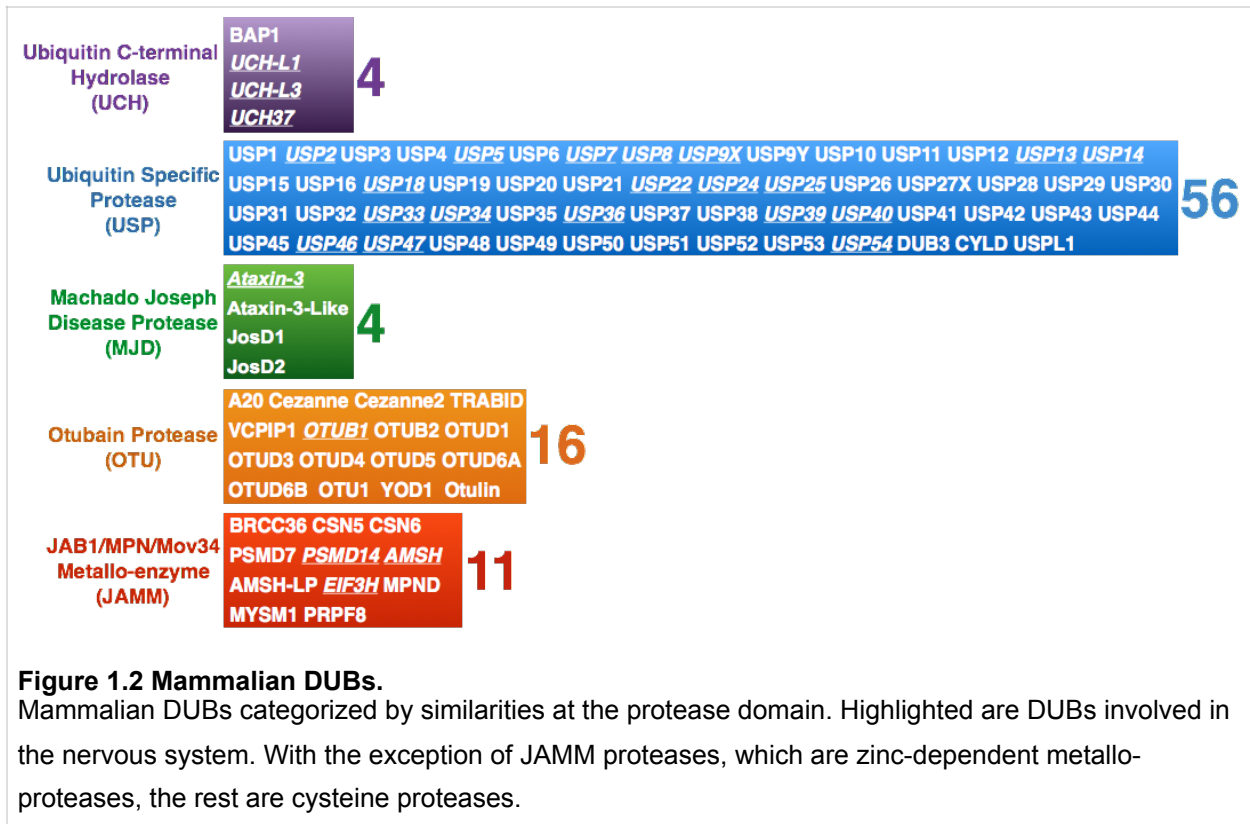 Ubiquitin C-terminal
Hydrolase
(UCH)
BAP1
UCH-L1
UCH-L3
UCH37
4
Ubiquitin Specific
Protease
(USP)
USP1 USP2 USP3 USP4 USP5 USP6 USP7 USP8 USP9X USP9Y USP10 USP11 USP12 USP13 USP14
USP15 USP16 USP18 USP19 USP20 USP21 USP22 USP24 USP25 USP26 USP27X USP28 USP29 USP30
USP31 USP32 USP33 USP34 USP35 USP36 USP37 USP38 USP39 USP40 USP41 USP42 USP43 USP44
USP45 USP46 USP47 USP48 USP49 USP50 USP51 USP52 USP53 USP54 DUB3 CYLD USPL1
56
Machado Joseph
Disease Protease
(MJD)
Ataxin-3
Ataxin-3-Like
JosD1
JosD2
4
Otubain Protease
(OTU)
A20 Cezanne Cezanne2 TRABID
VCPIP1 OTUB1 OTUB2 OTUD1
OTUD3 OTUD4 OTUD5 OTUD6A
OTUD6B OTU1 YOD1 Otulin
16
JAB1/MPN/Mov34
Metallo-enzyme
(JAMM)
BRCC36 CSN5 CSN6
PSMD7 PSMD14 AMSH
AMSH-LP EIF3H MPND
MYSM1 PRPF8
11
Figure 1.2 Mammalian DUBs.
Mammalian DUBs categorized by similarities at the protease domain. Highlighted are DUBs involved in
the nervous system. With the exception of JAMM proteases, which are zinc-dependent metallo-
proteases, the rest are cysteine proteases.